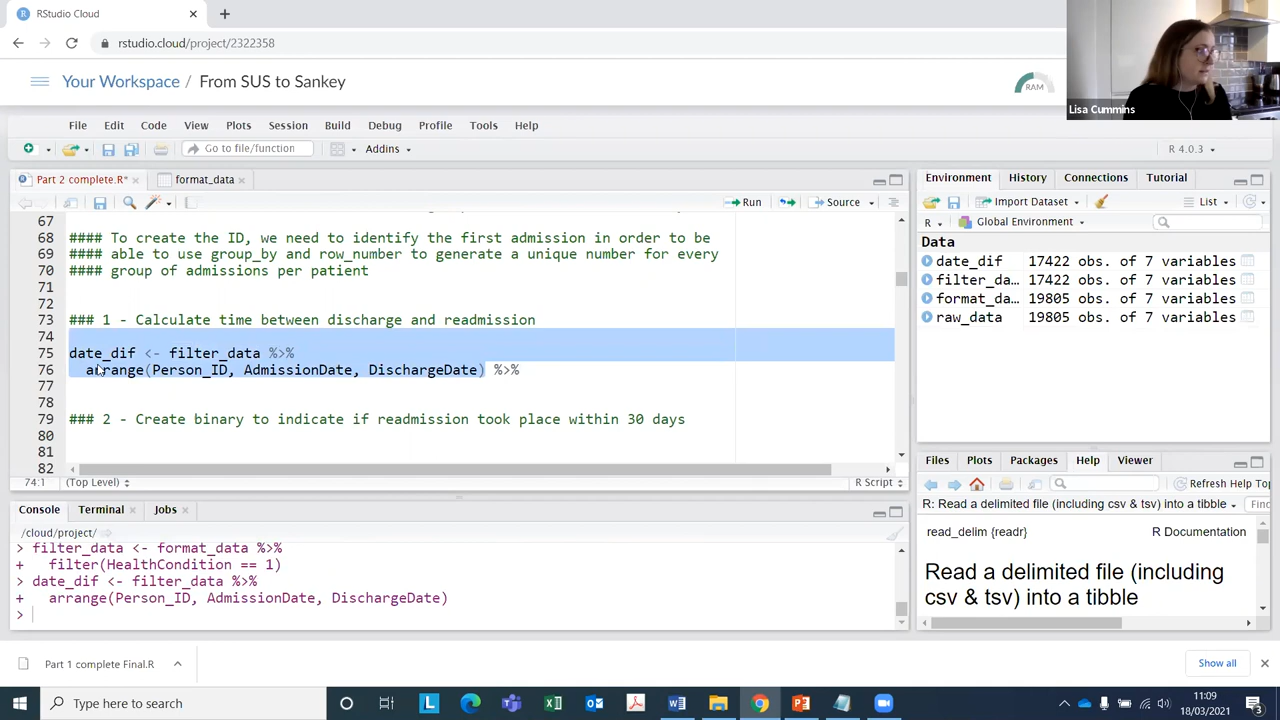 RStudio Cloud
rstudio.cloud/project/2322358
Lisa Cummins
Your Workspace / From SUS to Sankey
RAM
File Edit Code View Plots Session Build Debug Profile Tools Help
Go to file/function Addins R 4.0.3
Part 2 complete.R* format_data
Run Source
67
68 #### To create the ID, we need to identify the first admission in order to be
69 #### able to use group_by and row_number to generate a unique number for every
70 #### group of admissions per patient
71
72
73 ### 1 - Calculate time between discharge and readmission
74
75 date_dif <- filter_data %>%
76 arrange(Person_ID, AdmissionDate, DischargeDate) %>%
77
78
79 ### 2 - Create binary to indicate if readmission took place within 30 days
80
81
82
74:1 (Top Level) R Script
Console Terminal Jobs
/cloud/project/
> filter_data <- format_data %>%
+ filter(HealthCondition == 1)
> date_dif <- filter_data %>%
+ arrange(Person_ID, AdmissionDate, DischargeDate)
>
Environment History Connections Tutorial
Import Dataset List
R Global Environment
Data
date_dif 17422 obs. of 7 variables
filter_da... 17422 obs. of 7 variables
format_da... 19805 obs. of 7 variables
raw_data 19805 obs. of 7 variables
Files Plots Packages Help Viewer
Refresh Help Top
R: Read a delimited file (including csv & tsv) into a tibble Find
read_delim {readr} R Documentation
Read a delimited file (including
csv & tsv) into a tibble
Part 1 complete Final.R Show all
Type here to search
11:09
18/03/2021
3